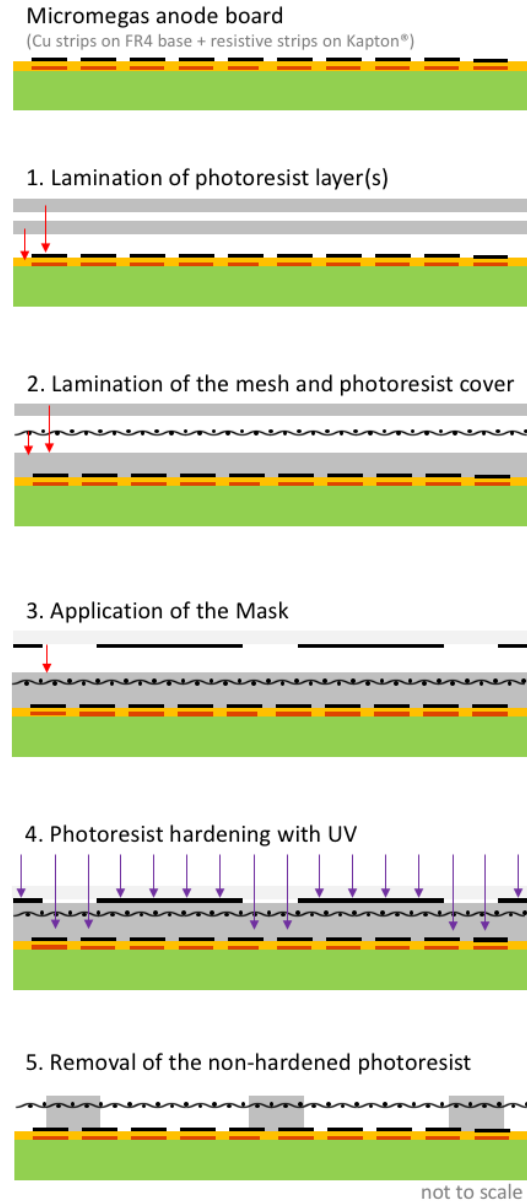 Micromegas anode board
(Cu strips on FR4 base + resistive strips on Kapton®)
1. Lamination of photoresist layer(s)
2. Lamination of the mesh and photoresist cover
3. Application of the Mask
4. Photoresist hardening with UV
5. Removal of the non-hardened photoresist
not to scale